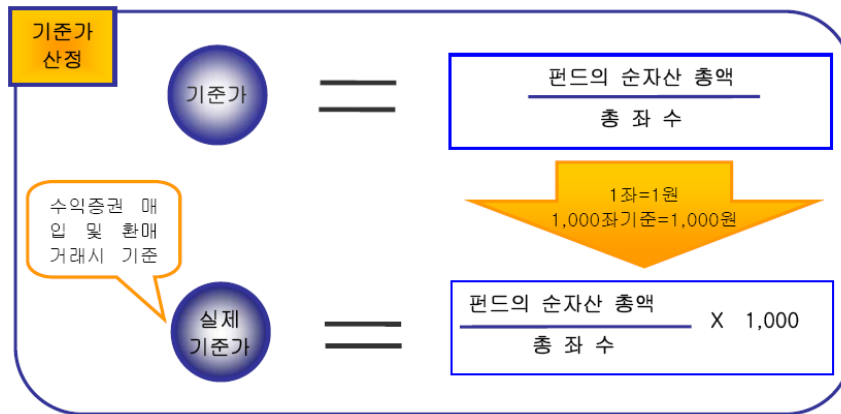 기준가
산정
기준가
펀드의 순자산 총액
총 좌 수
1좌=1원
1,000좌기준=1,000원
수익증권 매
입 및 환매
거래시 기준
실제
기준가
펀드의 순자산 총액
총 좌 수
X 1,000